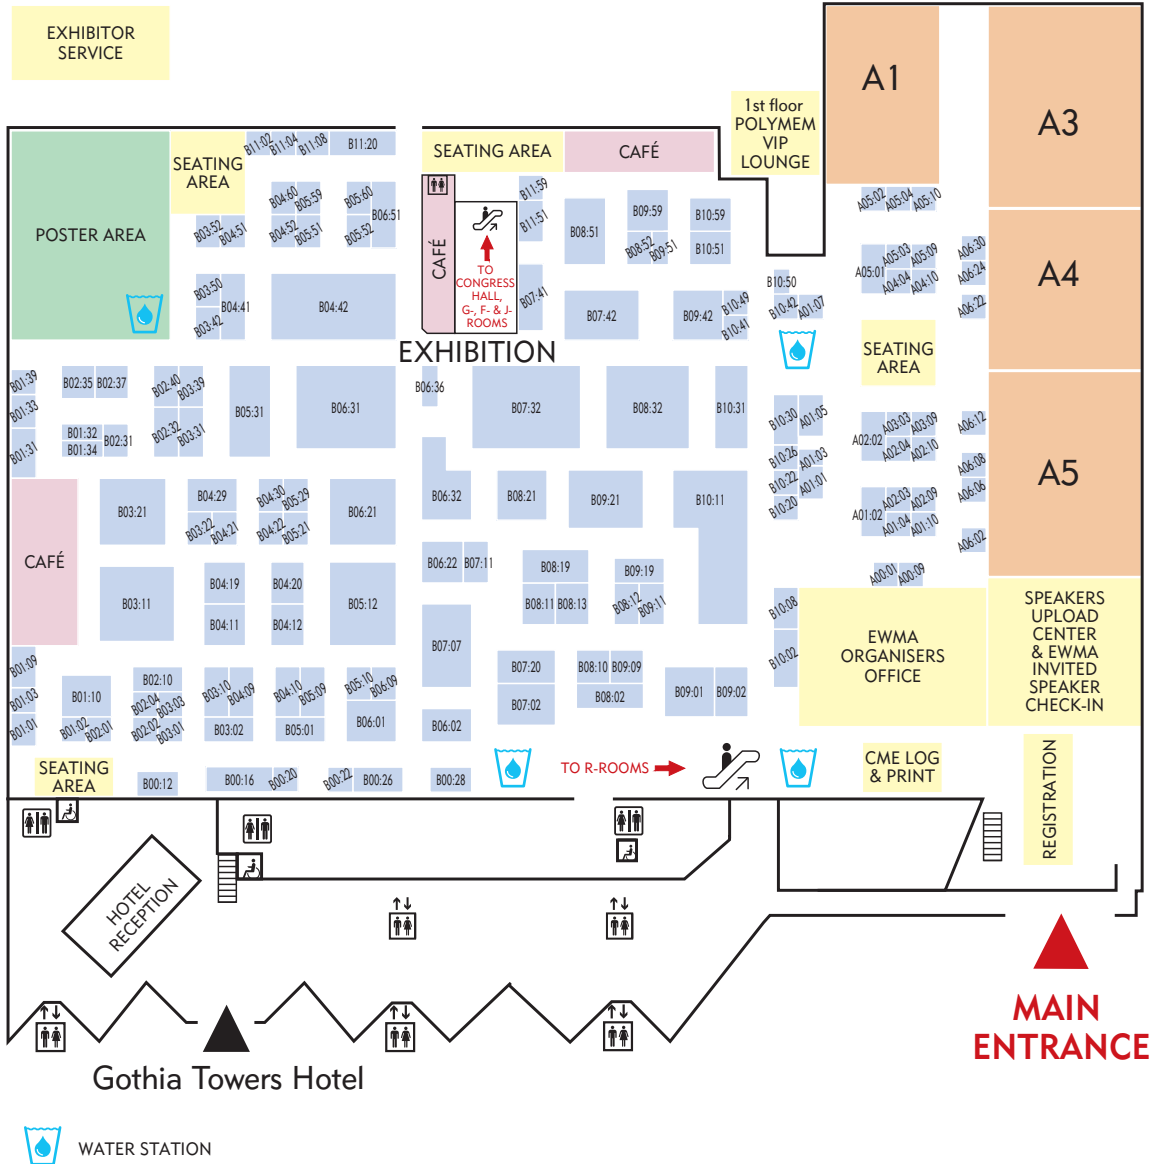 EXHIBITOR
SERVICE
A1
A3
1st floor
POLYMEM
VIP
LOUNGE
B11:02
B11:04
B11:08
B11:20
SEATING
AREA
SEATING AREA
CAFÉ
POSTER AREA
B04:60
B05:59
B05:60
B06:51
B03:52
B04:51
B04:52
B05:51
B05:52
CAFÉ
TO
CONGRESS
HALL,
G-, F- & J-
ROOMS
B11:59
B11:51
B08:51
B09:59
B10:59
B08:52
B09:51
B10:51
A05:02
A05:04
A05:10
A05:01
A05:03
A05:09
A04:04
A04:10
A06:30
A06:24
A06:22
A4
B03:50
B04:41
B03:42
B04:42
B07:41
B07:42
B09:42
B10:49
B10:41
B10:50
B10:42
A01:07
EXHIBITION
SEATING
AREA
B01:39
B01:33
B01:31
B02:35
B02:37
B02:40
B03:39
B01:32
B01:34
B02:31
B02:32
B03:31
B05:31
B06:31
B06:36
B07:32
B08:32
B10:31
B10:30
A01:05
B10:26
A01:03
B10:22
A01:01
B10:20
A02:02
A03:03
A03:09
A02:04
A02:10
A06:12
A06:08
A06:06
A06:02
A5
A01:02
A02:03
A02:09
A01:04
A01:10
B03:21
B04:29
B03:22
B04:21
B04:30
B05:29
B04:22
B05:21
B06:21
B06:32
B08:21
B09:21
B10:11
CAFÉ
B03:11
B04:19
B04:20
B04:11
B04:12
B05:12
B06:22
B07:11
B08:19
B09:19
B08:11
B08:13
B08:12
B09:11
A00:01
A00:09
B10:08
B10:02
EWMA
ORGANISERS
OFFICE
SPEAKERS
UPLOAD
CENTER
& EWMA
INVITED
SPEAKER
CHECK-IN
B07:07
B01:09
B01:03
B01:01
B01:10
B01:02
B02:01
B02:10
B02:04
B03:03
B02:02
B03:01
B03:10
B04:09
B03:02
B04:10
B05:09
B05:01
B05:10
B06:09
B06:01
B06:02
B07:20
B07:02
B08:10
B09:09
B08:02
B09:01
B09:02
SEATING
AREA
B00:12
B00:16
B00:20
B00:22
B00:26
B00:28
TO R-ROOMS
CME LOG
& PRINT
REGISTRATION
HOTEL
RECEPTION
MAIN
ENTRANCE
Gothia Towers Hotel
WATER STATION